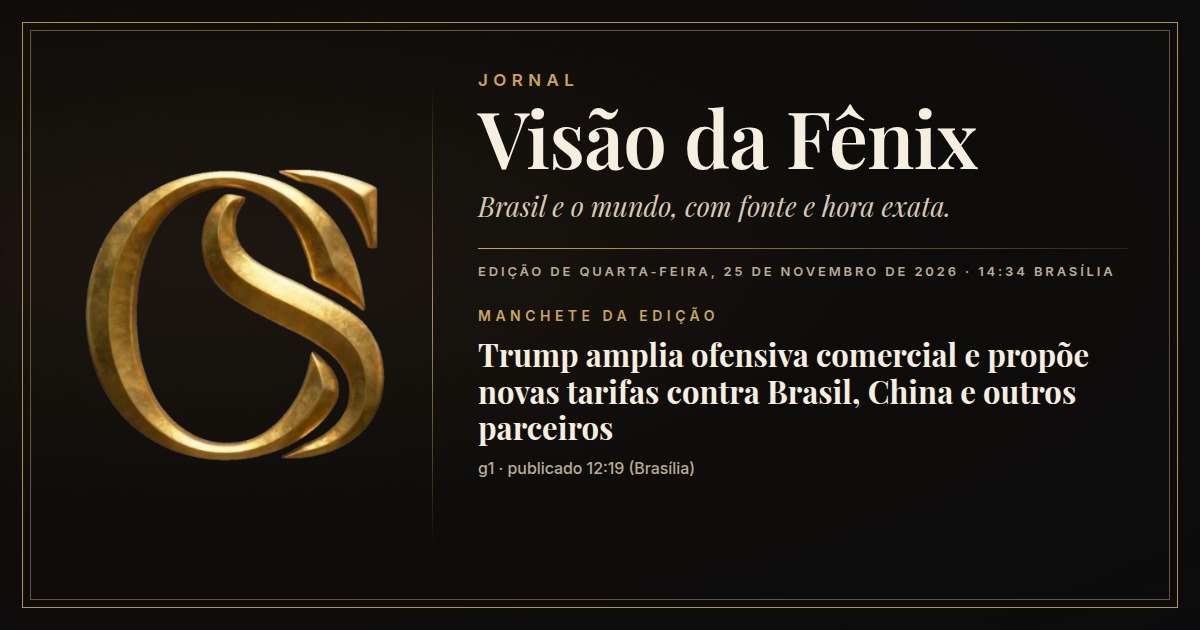 JORNAL
Visão da Fênix
Brasil e o mundo, com fonte e hora exata.
EDIÇÃO DE QUARTA-FEIRA, 25 DE NOVEMBRO DE 2026 · 14:34 BRASÍLIA
MANCHETE DA EDIÇÃO
Trump amplia ofensiva comercial e propõe
novas tarifas contra Brasil, China e outros
parceiros
g1 · publicado 12:19 (Brasília)
OS